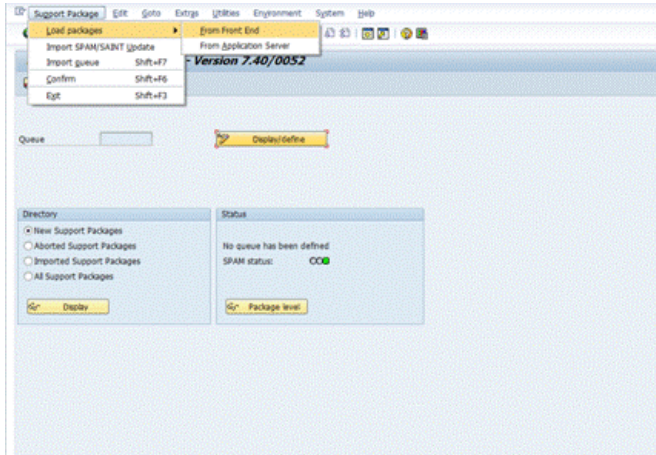 Support Package Edit Goto Extras Utilities Environment System Help
Load packages
From Front End
Import SPAM/SAINT Update
From Application Server
Import queue Shift+F7
- Version 7.40/0052
Confirm Shift+F6
Exit Shift+F3
Queue
Display/define
Directory
New Support Packages
Aborted Support Packages
Imported Support Packages
All Support Packages
Display
Status
No queue has been defined
SPAM status:
Package level